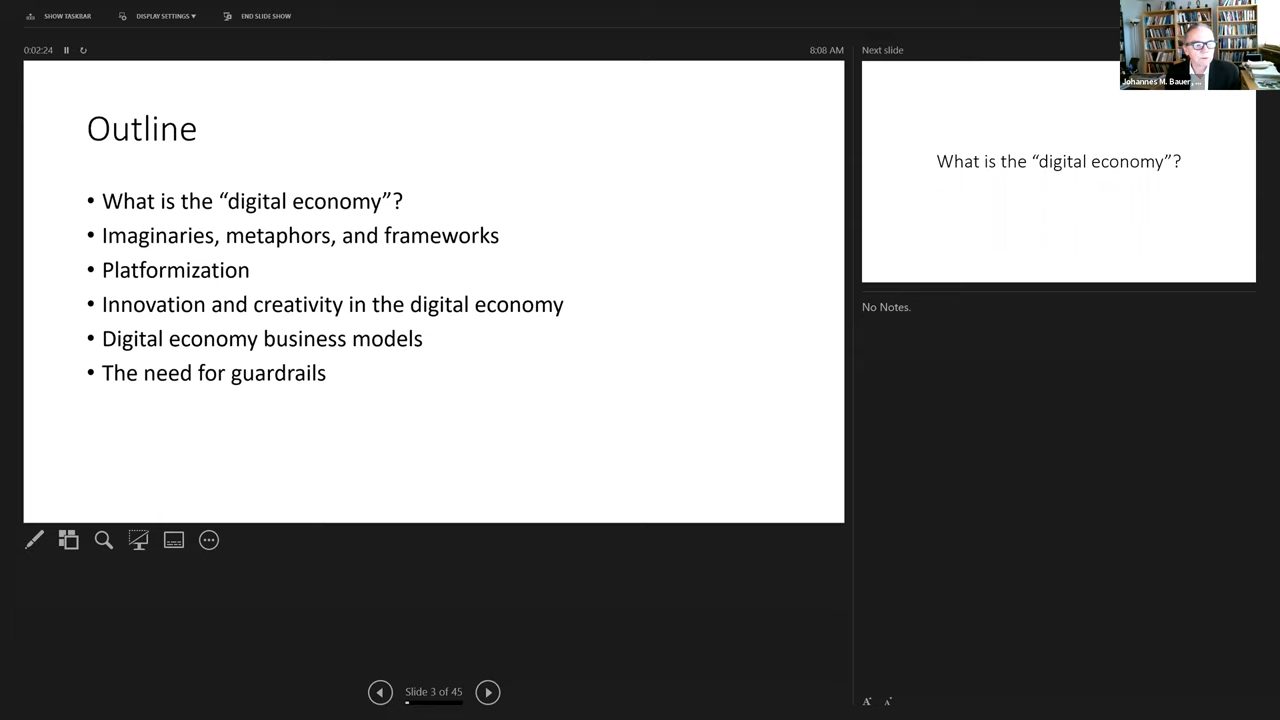 SHOW TASKBAR
DISPLAY SETTINGS ▾
END SLIDE SHOW
0:02:24
8:08 AM
Outline
• What is the “digital economy”?
• Imaginaries, metaphors, and frameworks
• Platformization
• Innovation and creativity in the digital economy
• Digital economy business models
• The need for guardrails
Slide 3 of 45
Next slide
What is the “digital economy”?
No Notes.
Johannes M. Bauer, ...
A A